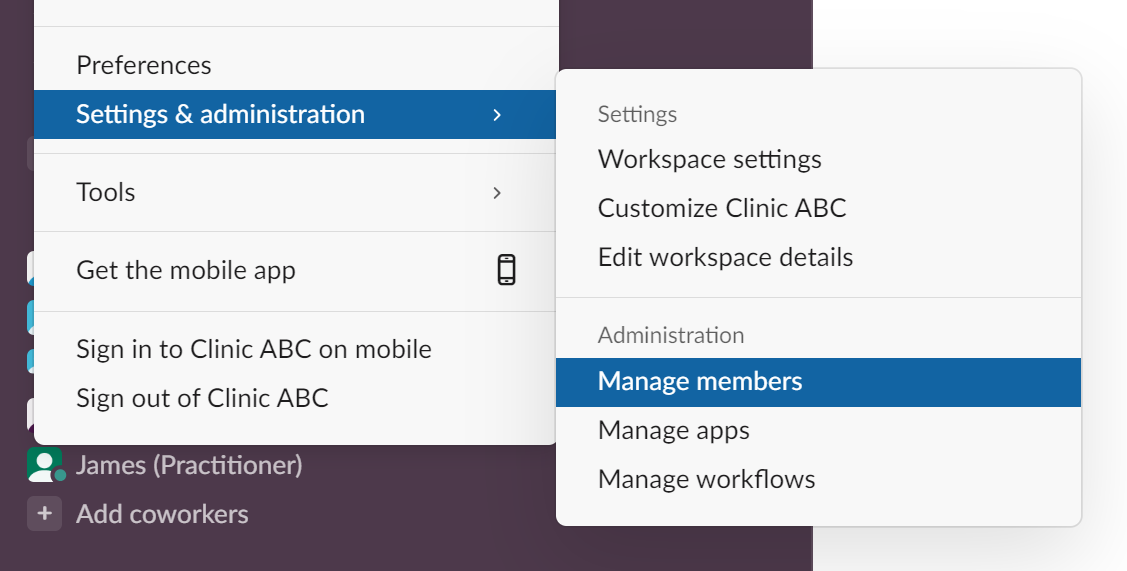 Preferences
Settings & administration
Tools
Get the mobile app
Sign in to Clinic ABC on mobile
Sign out of Clinic ABC
James (Practitioner)
Add coworkers
Settings
Workspace settings
Customize Clinic ABC
Edit workspace details
Administration
Manage members
Manage apps
Manage workflows